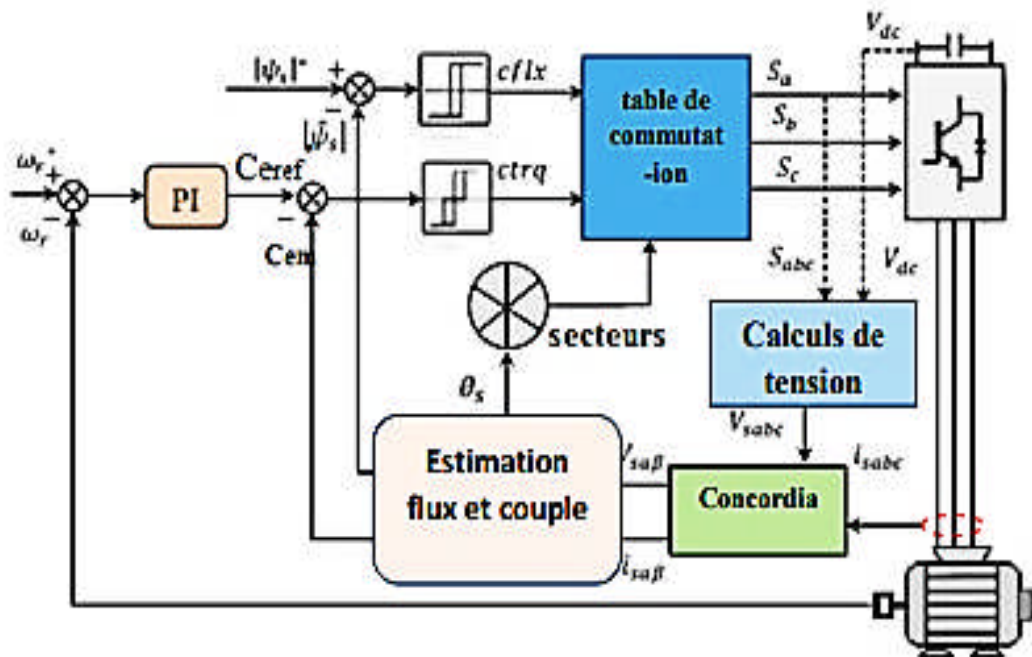 V_dc
|ψ_s|*
+
−
cflx
table de
commutat
-ion
S_a
S_b
S_c
|ψ̂_s|
ω_r*
+
−
ω_r
PI
Ceref
−
Cem
ctrq
S_abc
V_dc
secteurs
Calculs de
tension
θ_s
V_sabc
Estimation
flux et couple
V_sαβ
i_sabc
Concordia
i_sαβ